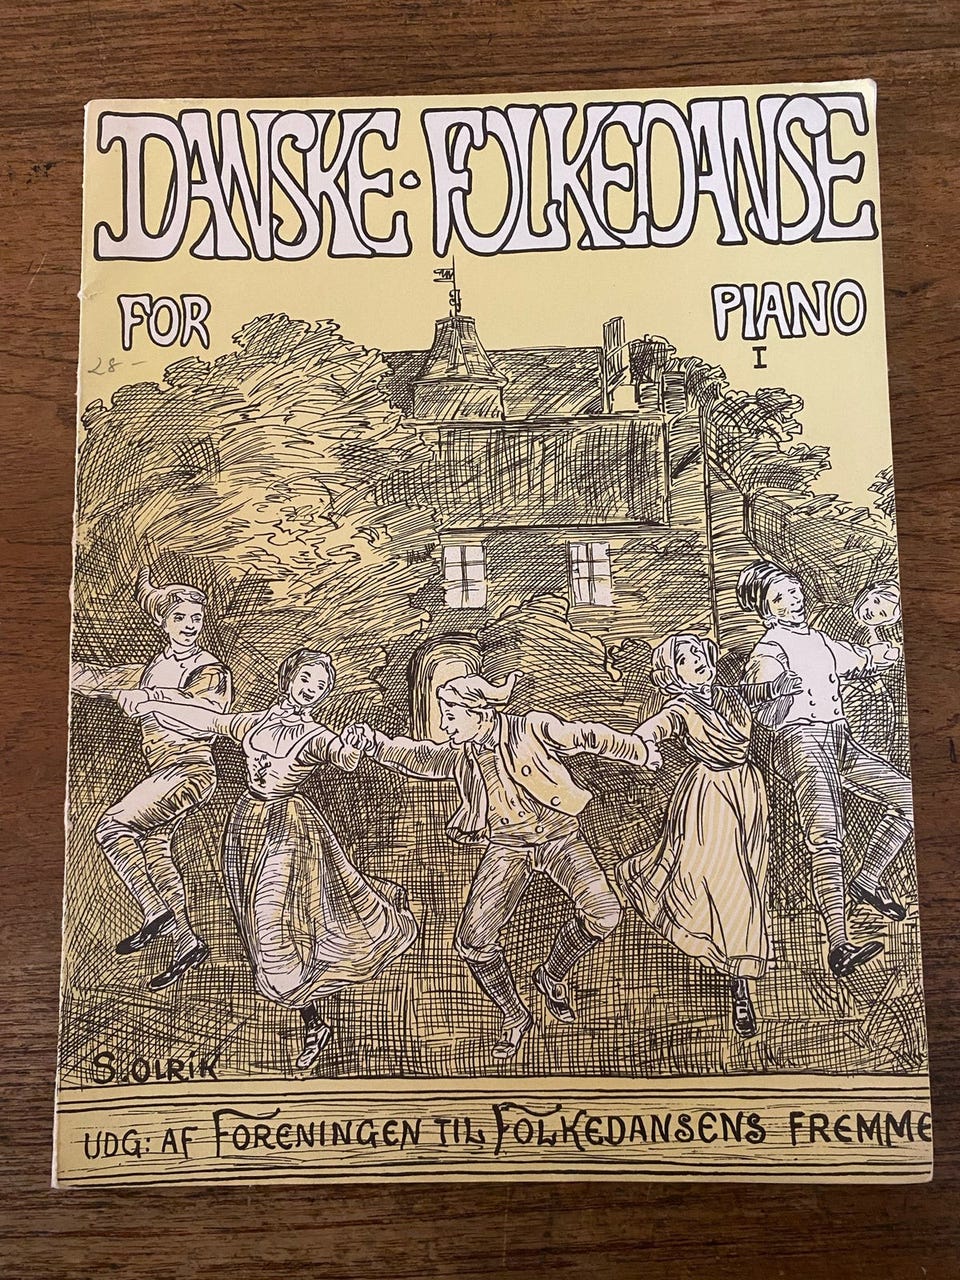 DANSKE · FOLKEDANSE
FOR PIANO
I
28-
S. OLRIK
UDG: AF FORENINGEN TIL FOLKEDANSENS FREMME